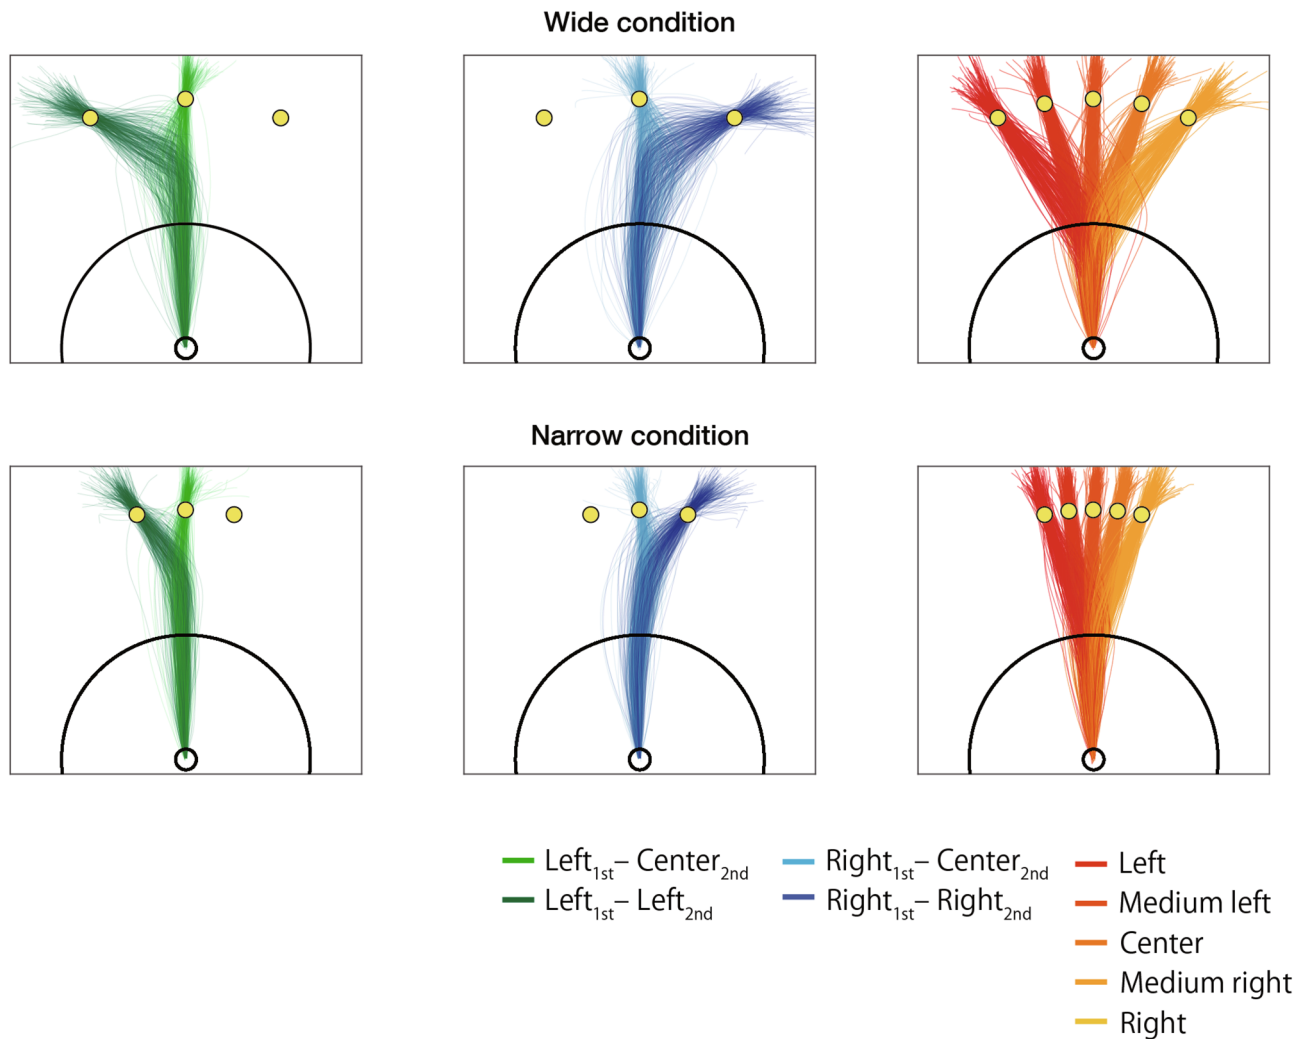 Wide condition
Narrow condition
Left1st– Center2nd
Left1st– Left2nd
Right1st– Center2nd
Right1st– Right2nd
Left
Medium left
Center
Medium right
Right